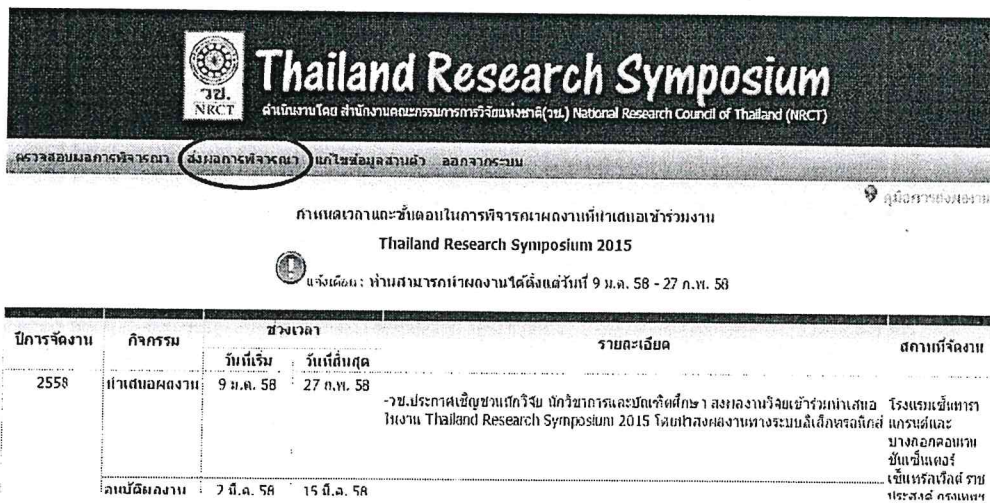 วช.
NRCT
Thailand Research Symposium
ดำเนินงานโดย สำนักงานคณะกรรมการการวิจัยแห่งชาติ(วช.) National Research Council of Thailand (NRCT)
ตรวจสอบผลการพิจารณา ส่งผลการพิจารณา แก้ไขข้อมูลส่วนตัว ออกจากระบบ
คู่มือการส่งผลงาน
กำหนดเวลาและขั้นตอนในการพิจารณาผลงานที่นำเสนอเข้าร่วมงาน
Thailand Research Symposium 2015
แจ้งเตือน : ท่านสามารถนำผลงานได้ตั้งแต่วันที่ 9 ม.ค. 58 - 27 ก.พ. 58
ปีการจัดงาน กิจกรรม ช่วงเวลา รายละเอียด สถานที่จัดงาน
วันที่เริ่ม วันที่สิ้นสุด
2558 นำเสนอผลงาน 9 ม.ค. 58 27 ก.พ. 58
-วช.ประกาศเชิญชวนนักวิจัย นักวิชาการและบัณฑิตศึกษา ส่งผลงานวิจัยเข้าร่วมนำเสนอ
ในงาน Thailand Research Symposium 2015 โดยนำส่งผลงานทางระบบอิเล็กทรอนิกส์
โรงแรมเซ็นทารา
แกรนด์และ
บางกอกคอนเวน
ชันเซ็นเตอร์
เซ็นทรัลเวิลด์ ราช
ประสงค์ กรุงเทพฯ
อนุมัติผลงาน 2 มี.ค. 58 15 มี.ค. 58